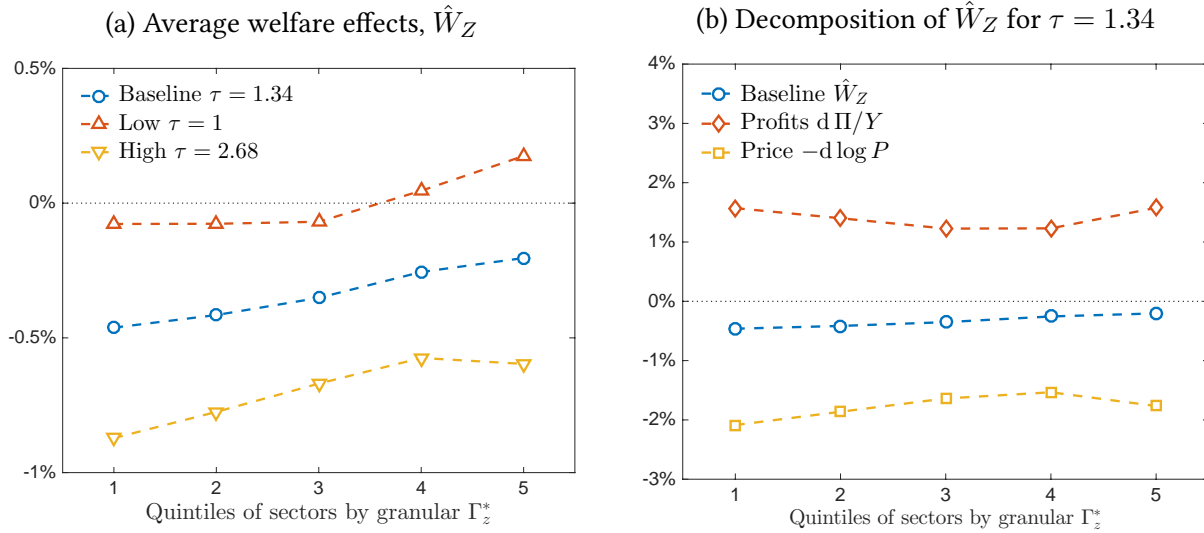 (a) Average welfare effects, Ŵ_Z
0.5%
0%
-0.5%
-1%
Baseline τ = 1.34
Low τ = 1
High τ = 2.68
1 2 3 4 5
Quintiles of sectors by granular Γ*_z
(b) Decomposition of Ŵ_Z for τ = 1.34
4%
3%
2%
1%
0%
-1%
-2%
-3%
Baseline Ŵ_Z
Profits d Π/Y
Price −d log P
1 2 3 4 5
Quintiles of sectors by granular Γ*_z